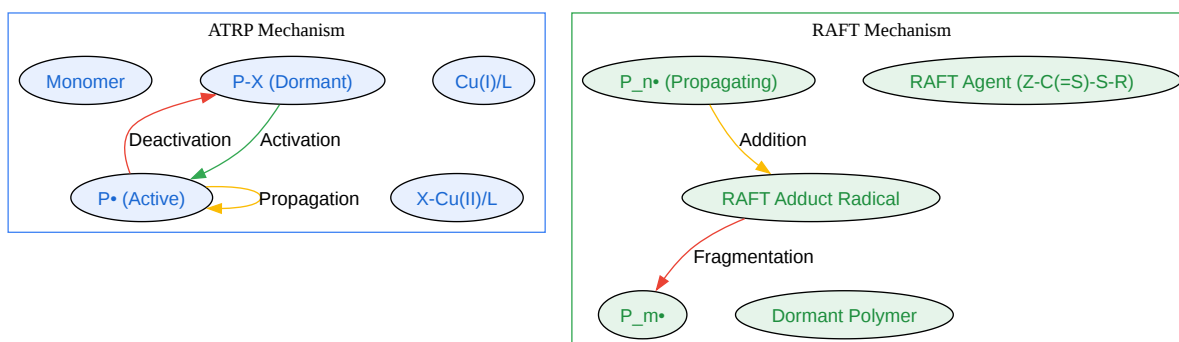 ATRP Mechanism
Monomer
P-X (Dormant)
Cu(I)/L
Deactivation
Activation
P• (Active)
Propagation
X-Cu(II)/L
RAFT Mechanism
P_n• (Propagating)
RAFT Agent (Z-C(=S)-S-R)
Addition
RAFT Adduct Radical
Fragmentation
P_m•
Dormant Polymer